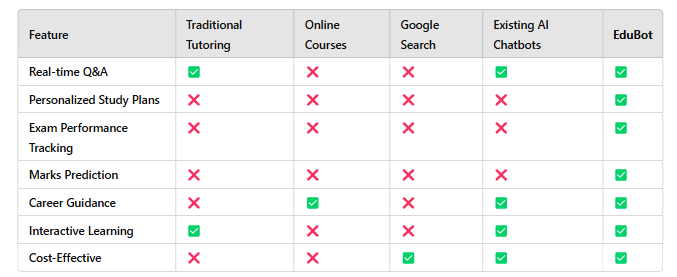 Feature Traditional Tutoring Online Courses Google Search Existing AI Chatbots EduBot
Real-time Q&A ✅ ❌ ❌ ✅ ✅
Personalized Study Plans ❌ ❌ ❌ ❌ ✅
Exam Performance Tracking ❌ ❌ ❌ ❌ ✅
Marks Prediction ❌ ❌ ❌ ❌ ✅
Career Guidance ❌ ✅ ❌ ✅ ✅
Interactive Learning ✅ ❌ ❌ ✅ ✅
Cost-Effective ❌ ❌ ✅ ✅ ✅